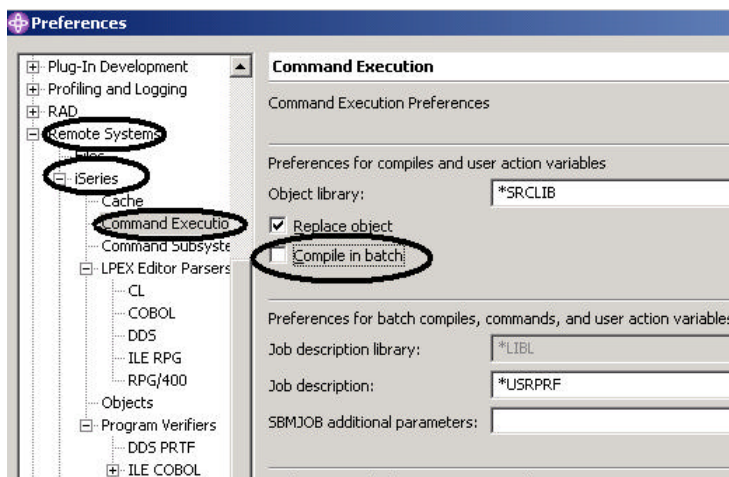 Preferences
Plug-In Development
Profiling and Logging
RAD
Remote Systems
Files
iSeries
Cache
Command Executio
Command Subsyste
LPEX Editor Parsers
CL
COBOL
DDS
ILE RPG
RPG/400
Objects
Program Verifiers
DDS PRTF
ILE COBOL
Command Execution
Command Execution Preferences
Preferences for compiles and user action variables
Object library: *SRCLIB
Replace object
Compile in batch
Preferences for batch compiles, commands, and user action variables
Job description library: *LIBL
Job description: *USRPRF
SBMJOB additional parameters: